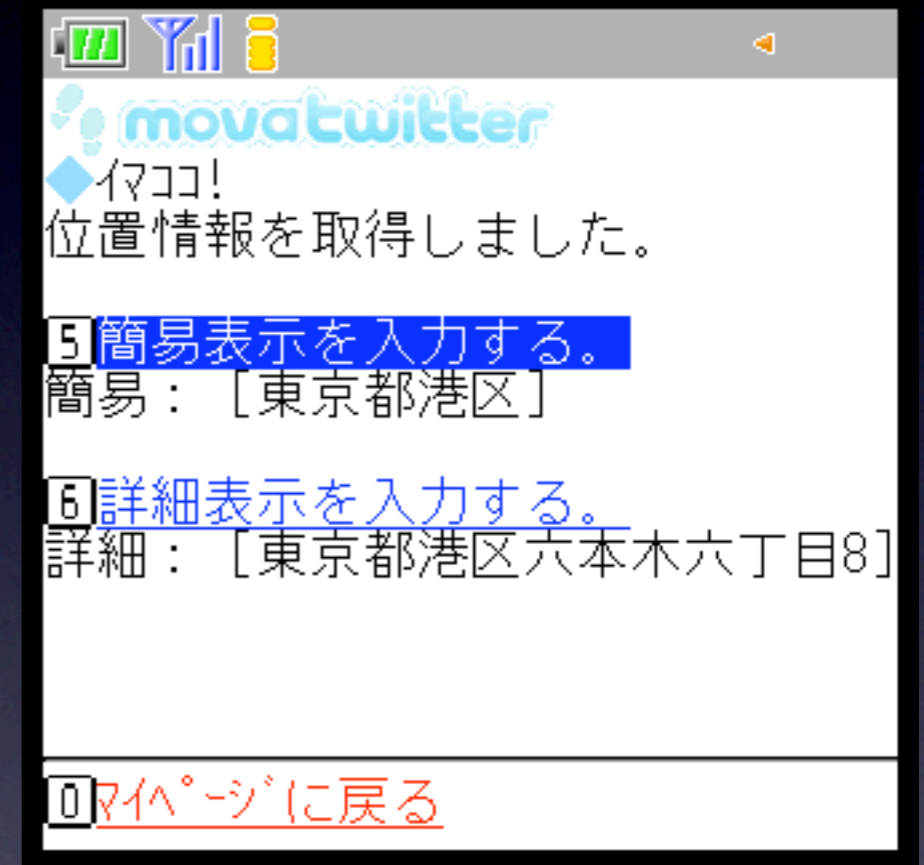 movatwitter
◆ｲﾏｺｺ!
位置情報を取得しました。
5簡易表示を入力する。
簡易：［東京都港区］
6詳細表示を入力する。
詳細：［東京都港区六本木六丁目8］
0ﾏｲﾍﾟｰｼﾞに戻る